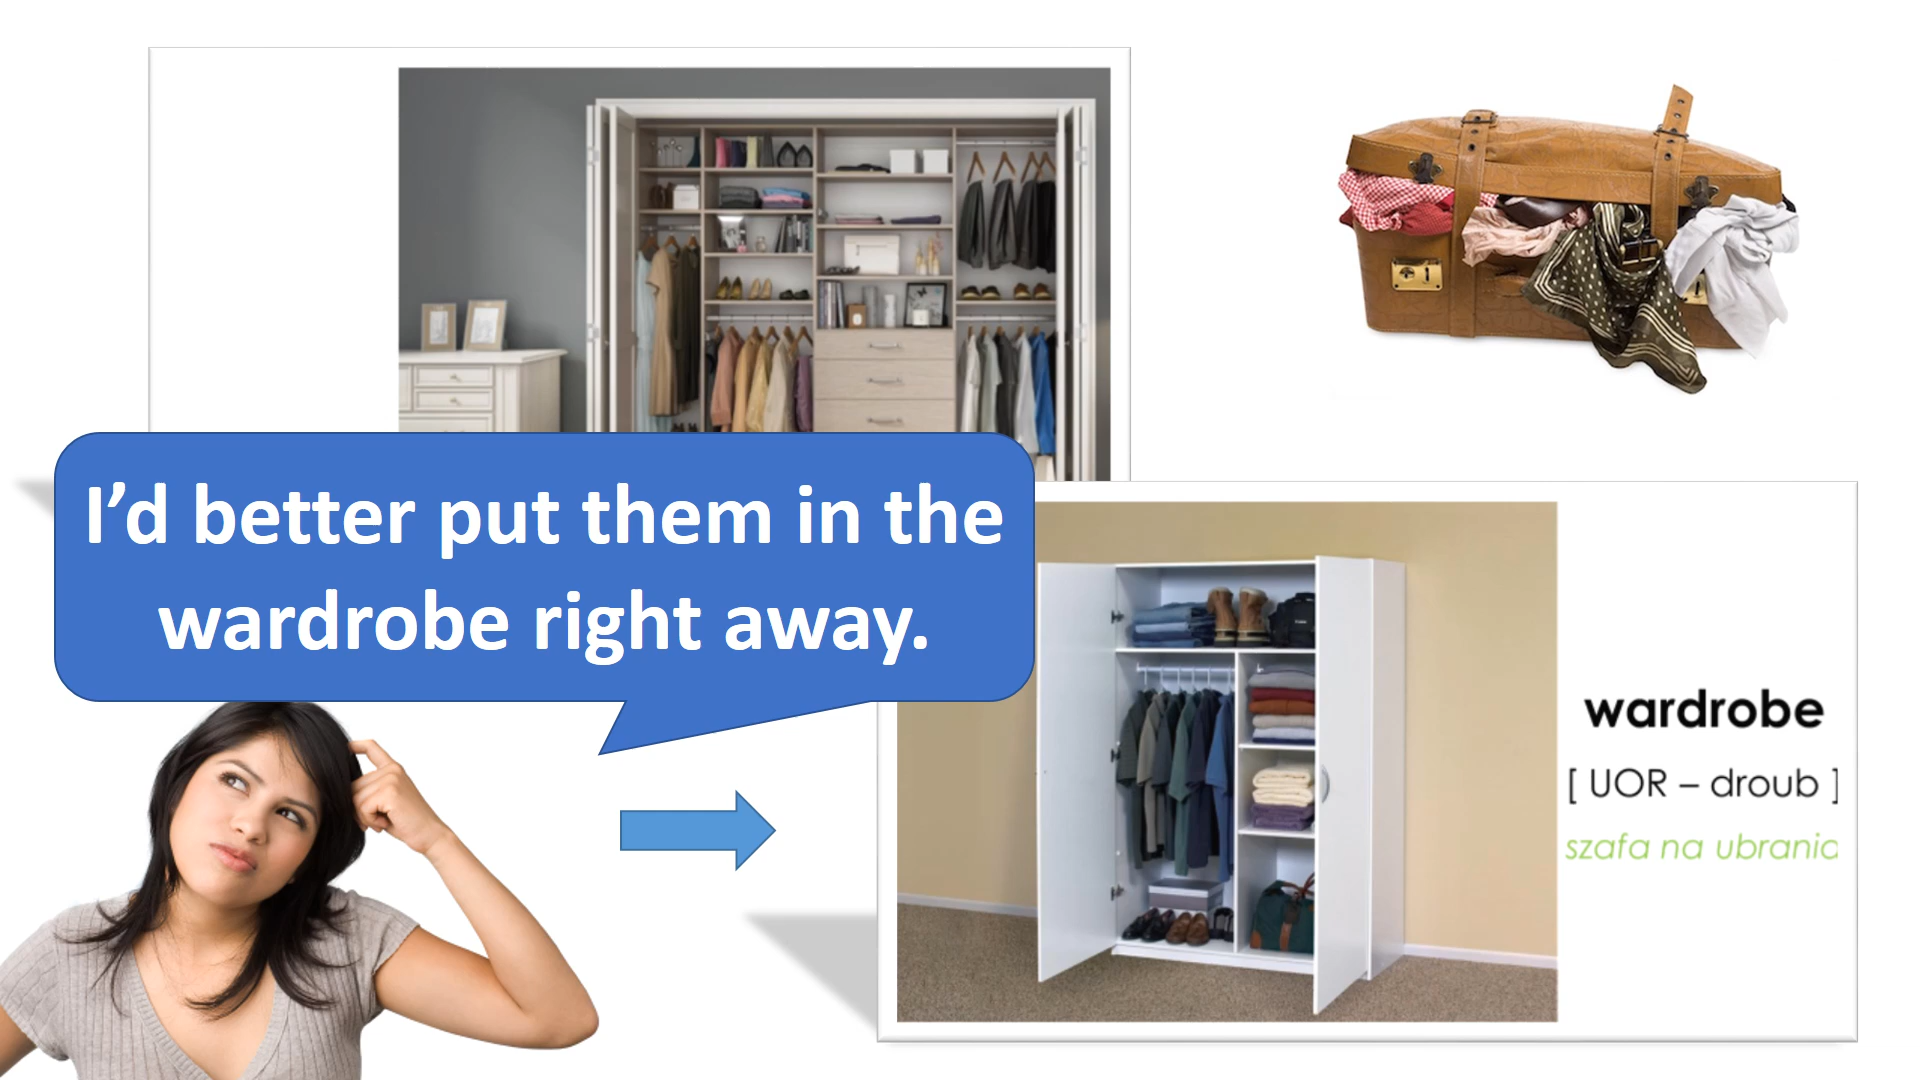 I’d better put them in the
wardrobe right away.
wardrobe
[ UOR – droub ]
szafa na ubrania